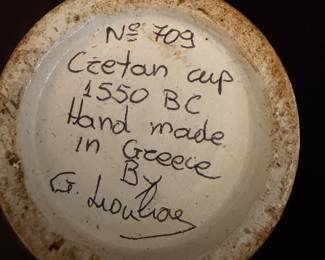 Nº 709
Cretan cup
1550 BC
Hand made
in Greece
By
G.